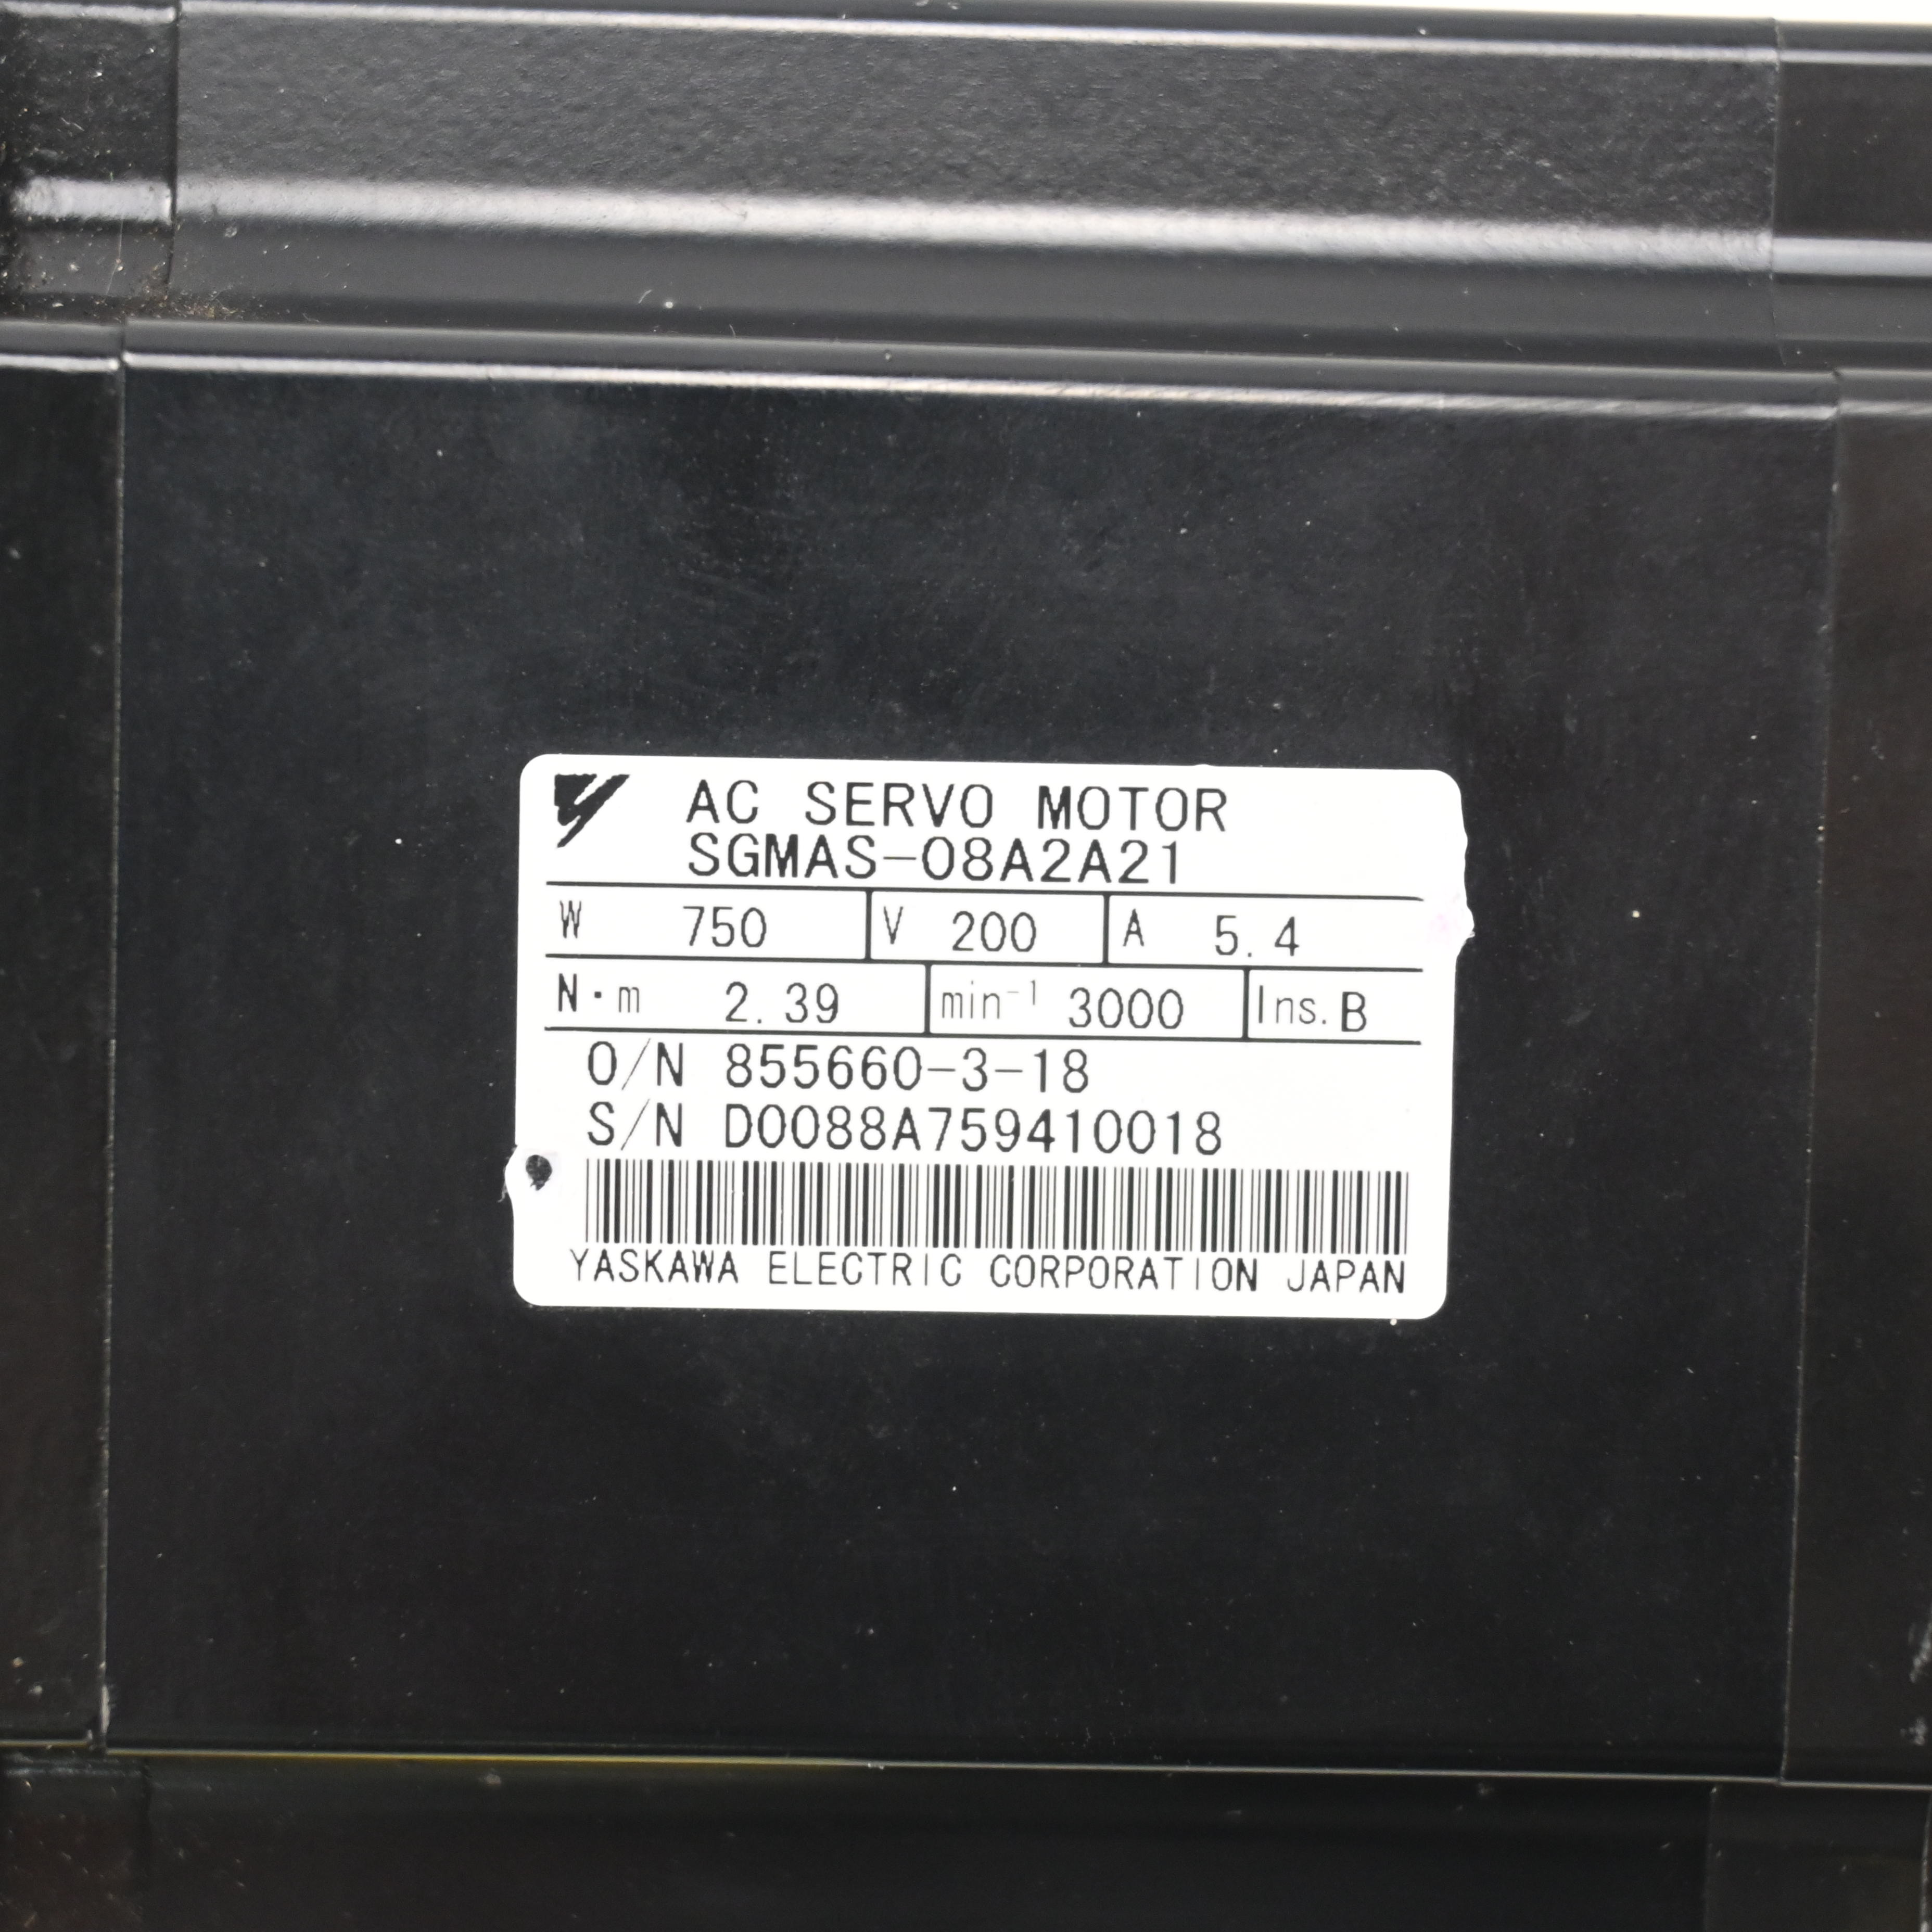 AC SERVO MOTOR
SGMAS-08A2A21
W 750 V 200 A 5.4
N·m 2.39 min⁻¹ 3000 Ins. B
O/N 855660-3-18
S/N D0088A759410018
YASKAWA ELECTRIC CORPORATION JAPAN